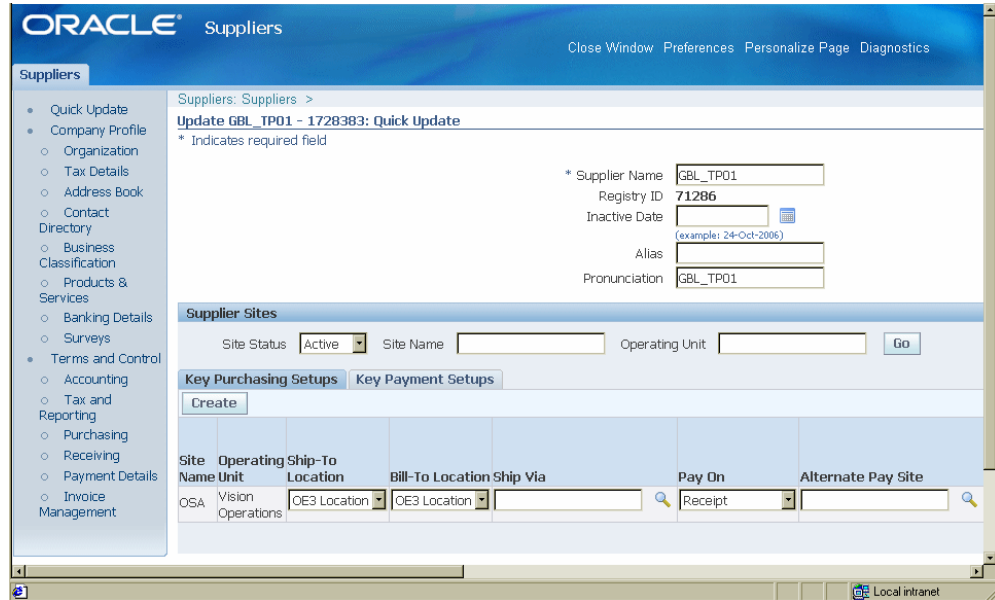 ORACLE® Suppliers
Close Window Preferences Personalize Page Diagnostics
Suppliers
Quick Update
Company Profile
Organization
Tax Details
Address Book
Contact
Directory
Business
Classification
Products &
Services
Banking Details
Surveys
Terms and Control
Accounting
Tax and
Reporting
Purchasing
Receiving
Payment Details
Invoice
Management
Suppliers: Suppliers >
Update GBL_TP01 - 1728383: Quick Update
* Indicates required field
* Supplier Name GBL_TP01
Registry ID 71286
Inactive Date
(example: 24-Oct-2006)
Alias
Pronunciation GBL_TP01
Supplier Sites
Site Status Active Site Name Operating Unit Go
Key Purchasing Setups Key Payment Setups
Create
Site Operating Ship-To
Name Unit Location Bill-To Location Ship Via Pay On Alternate Pay Site
OSA Vision OE3 Location OE3 Location Receipt
Operations
Local intranet